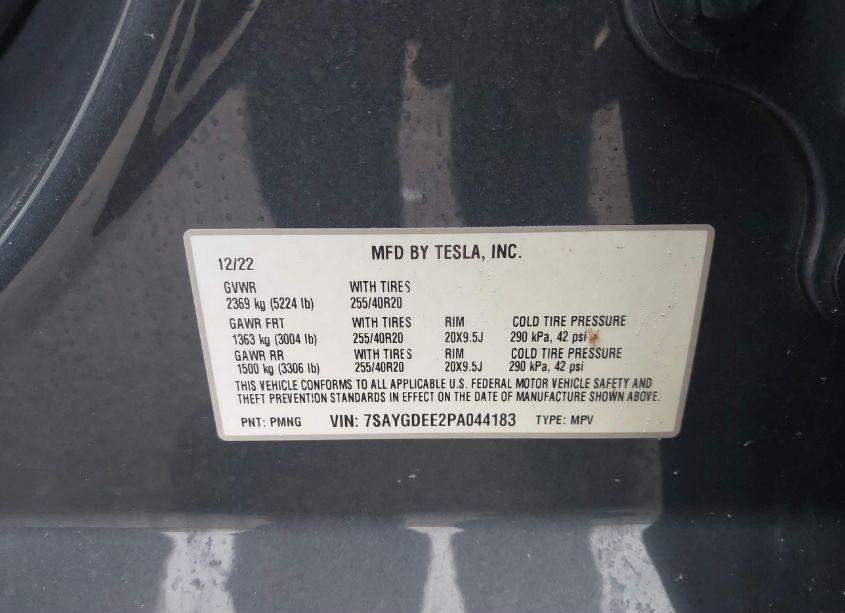 MFD BY TESLA, INC.
12/22
GVWR WITH TIRES
2369 kg (5224 lb) 255/40R20
GAWR FRT WITH TIRES RIM COLD TIRE PRESSURE
1363 kg (3004 lb) 255/40R20 20X9.5J 290 kPa, 42 psi
GAWR RR WITH TIRES RIM COLD TIRE PRESSURE
1500 kg (3306 lb) 255/40R20 20X9.5J 290 kPa, 42 psi
THIS VEHICLE CONFORMS TO ALL APPLICABLE U.S. FEDERAL MOTOR VEHICLE SAFETY AND
THEFT PREVENTION STANDARDS IN EFFECT ON THE DATE OF MANUFACTURE SHOWN ABOVE.
PNT: PMNG VIN: 7SAYGDEE2PA044183 TYPE: MPV